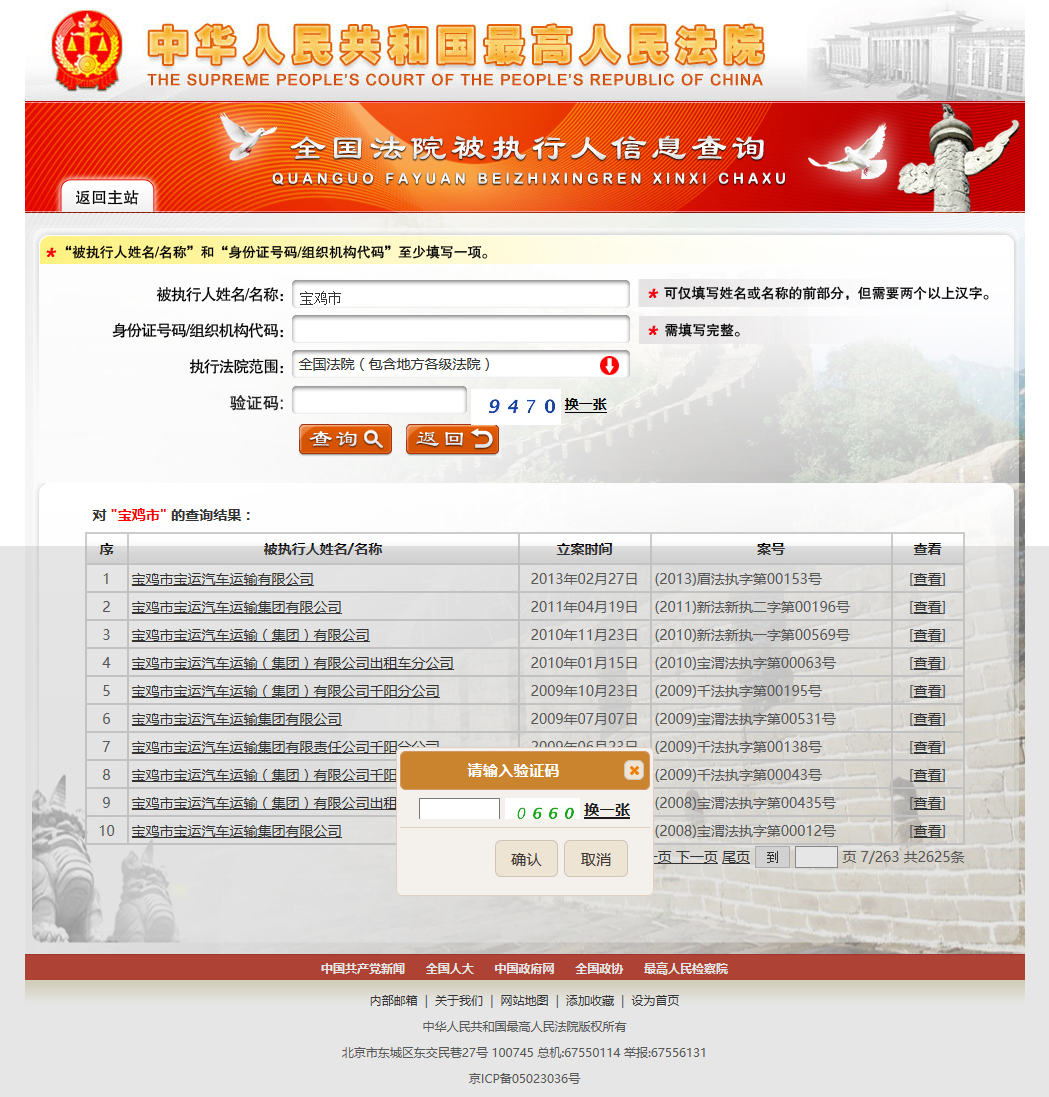 中华人民共和国最高人民法院
THE SUPREME PEOPLE'S COURT OF THE PEOPLE'S REPUBLIC OF CHINA
全国法院被执行人信息查询
QUANGUO FAYUAN BEIZHIXINGREN XINXI CHAXU
返回主站
* “被执行人姓名/名称”和“身份证号码/组织机构代码”至少填写一项。
被执行人姓名/名称: 宝鸡市 * 可仅填写姓名或名称的前部分，但需要两个以上汉字。
身份证号码/组织机构代码: * 需填写完整。
执行法院范围: 全国法院（包含地方各级法院）
验证码: 9470 换一张
查询 返回
对 "宝鸡市" 的查询结果：
序 被执行人姓名/名称 立案时间 案号 查看
1 宝鸡市宝运汽车运输有限公司 2013年02月27日 (2013)眉法执字第00153号 [查看]
2 宝鸡市宝运汽车运输集团有限公司 2011年04月19日 (2011)新法新执二字第00196号 [查看]
3 宝鸡市宝运汽车运输（集团）有限公司 2010年11月23日 (2010)新法新执一字第00569号 [查看]
4 宝鸡市宝运汽车运输（集团）有限公司出租车分公司 2010年01月15日 (2010)宝渭法执字第00063号 [查看]
5 宝鸡市宝运汽车运输（集团）有限公司千阳分公司 2009年10月23日 (2009)千法执字第00195号 [查看]
6 宝鸡市宝运汽车运输集团有限公司 2009年07月07日 (2009)宝渭法执字第00531号 [查看]
7 宝鸡市宝运汽车运输集团有限责任公司千阳分公司 2009年06月23日 (2009)千法执字第00138号 [查看]
8 宝鸡市宝运汽车运输（集团）有限公司千阳 (2009)千法执字第00043号 [查看]
9 宝鸡市宝运汽车运输（集团）有限公司出租 (2008)宝渭法执字第00435号 [查看]
10 宝鸡市宝运汽车运输集团有限公司 (2008)宝渭法执字第00012号 [查看]
请输入验证码
0660 换一张
确认 取消
页 下一页 尾页 到 页 7/263 共2625条
中国共产党新闻 全国人大 中国政府网 全国政协 最高人民检察院
内部邮箱 | 关于我们 | 网站地图 | 添加收藏 | 设为首页
中华人民共和国最高人民法院版权所有
北京市东城区东交民巷27号 100745 总机:67550114 举报:67556131
京ICP备05023036号